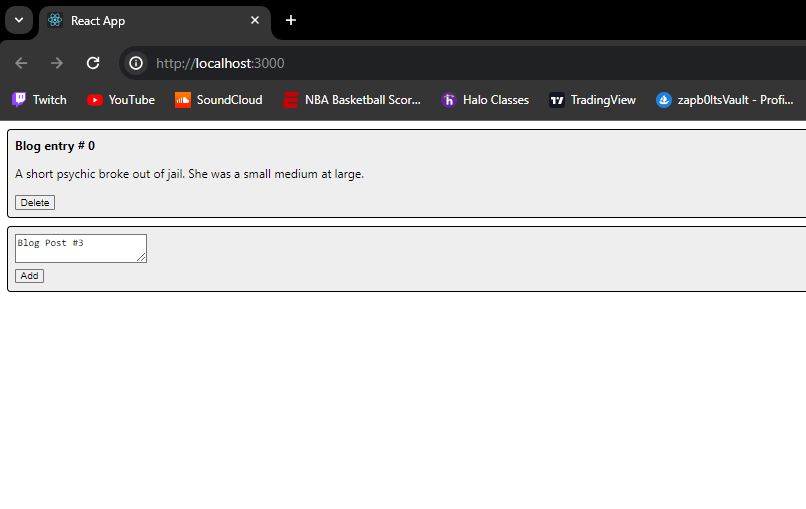 React App
http://localhost:3000
Twitch YouTube SoundCloud NBA Basketball Scor... Halo Classes TradingView zapb0ltsVault - Profi...
Blog entry # 0
A short psychic broke out of jail. She was a small medium at large.
Delete
Blog Post #3
Add